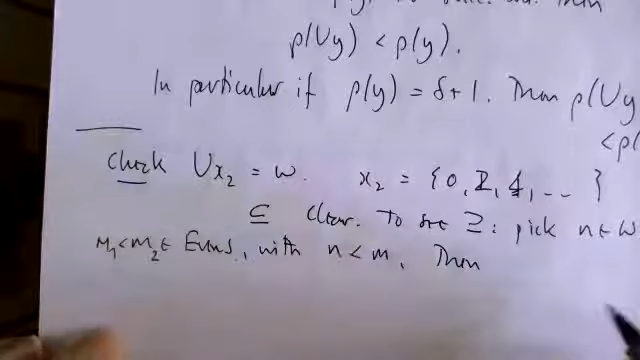 then
p(∪y) < p(y).
In particular if p(y) = δ+1. Then p(∪y
< p(
Check ∪x₂ = ω. x₂ = {0, 2, 4, .. }
⊆ clear. To see ⊇: pick n ∈ ω
m₁<m₂∈ Evens, with n < m, Then